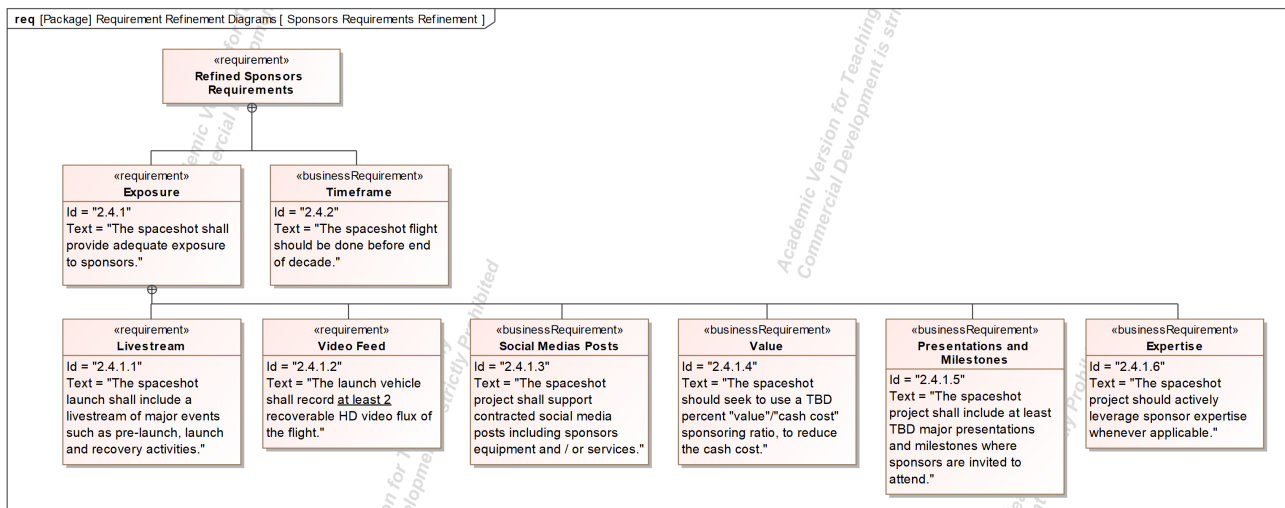 req [Package] Requirement Refinement Diagrams [ Sponsors Requirements Refinement ]
«requirement»
Refined Sponsors
Requirements
«requirement»
Exposure
Id = "2.4.1"
Text = "The spaceshot shall
provide adequate exposure
to sponsors."
«businessRequirement»
Timeframe
Id = "2.4.2"
Text = "The spaceshot flight
should be done before end
of decade."
«requirement»
Livestream
Id = "2.4.1.1"
Text = "The spaceshot
launch shall include a
livestream of major events
such as pre-launch, launch
and recovery activities."
«requirement»
Video Feed
Id = "2.4.1.2"
Text = "The launch vehicle
shall record at least 2
recoverable HD video flux of
the flight."
«businessRequirement»
Social Medias Posts
Id = "2.4.1.3"
Text = "The spaceshot
project shall support
contracted social media
posts including sponsors
equipment and / or services."
«businessRequirement»
Value
Id = "2.4.1.4"
Text = "The spaceshot
should seek to use a TBD
percent "value"/"cash cost"
sponsoring ratio, to reduce
the cash cost."
«businessRequirement»
Presentations and
Milestones
Id = "2.4.1.5"
Text = "The spaceshot
project shall include at least
TBD major presentations
and milestones where
sponsors are invited to
attend."
«businessRequirement»
Expertise
Id = "2.4.1.6"
Text = "The spaceshot
project should actively
leverage sponsor expertise
whenever applicable."
Academic Version for Teaching
Commercial Development is